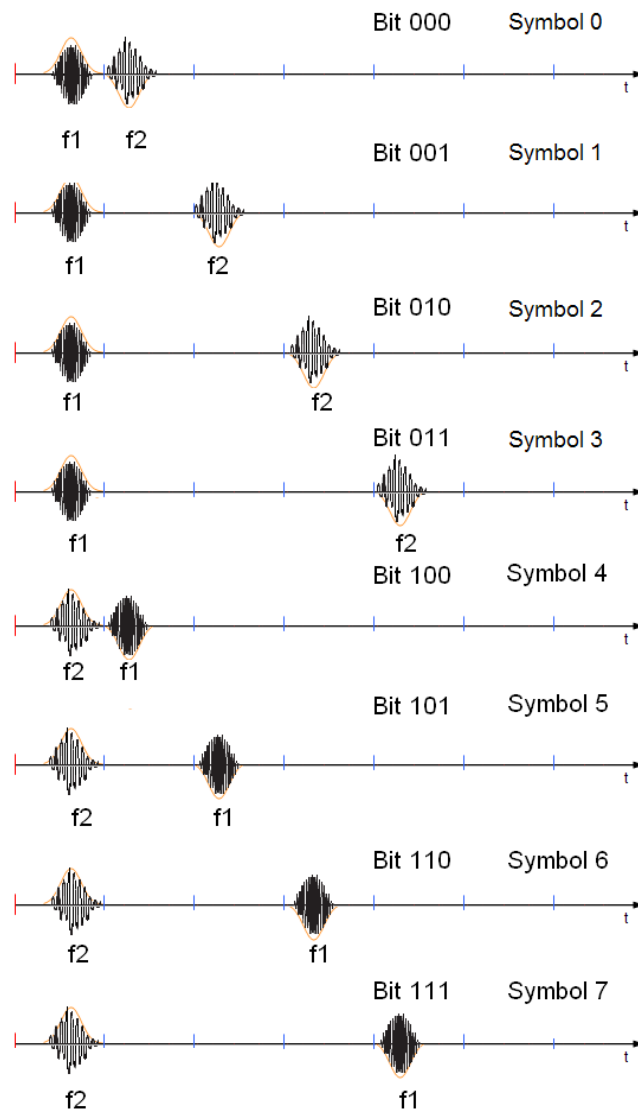 Bit 000 Symbol 0
t
f1 f2
Bit 001 Symbol 1
t
f1 f2
Bit 010 Symbol 2
t
f1 f2
Bit 011 Symbol 3
t
f1 f2
Bit 100 Symbol 4
t
f2 f1
Bit 101 Symbol 5
t
f2 f1
Bit 110 Symbol 6
t
f2 f1
Bit 111 Symbol 7
t
f2 f1